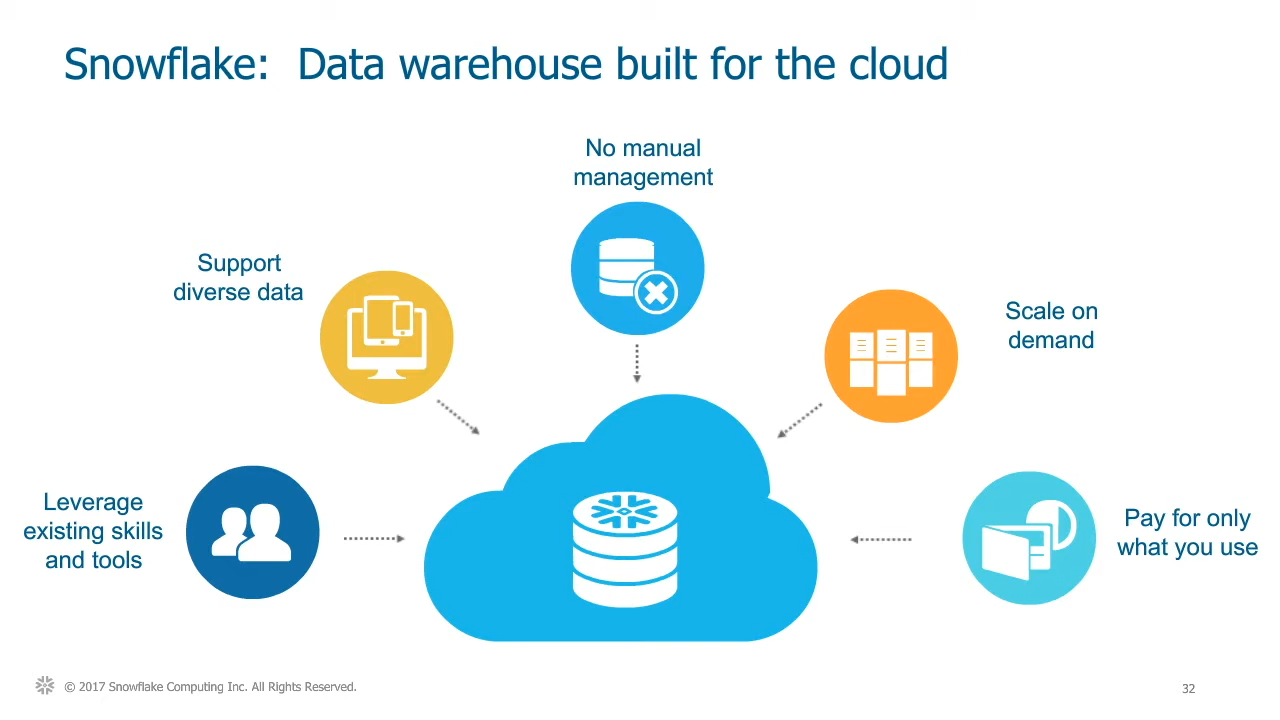 Snowflake: Data warehouse built for the cloud
No manual
management
Support
diverse data
Scale on
demand
Leverage
existing skills
and tools
Pay for only
what you use
© 2017 Snowflake Computing Inc. All Rights Reserved.
32